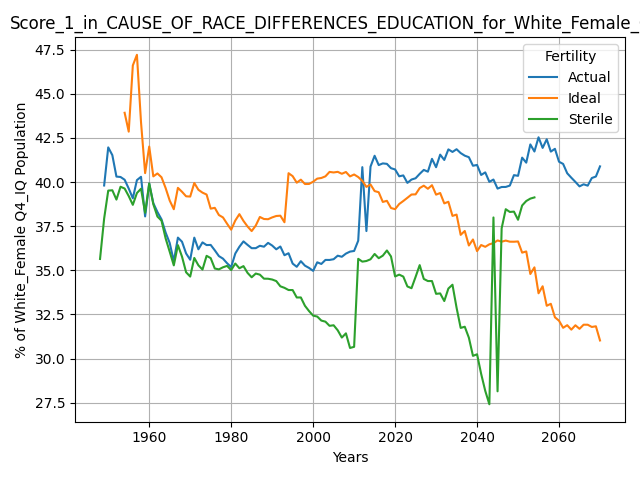 Score_1_in_CAUSE_OF_RACE_DIFFERENCES_EDUCATION_for_White_Female_
Fertility
Actual
Ideal
Sterile
% of White_Female Q4_IQ Population
47.5
45.0
42.5
40.0
37.5
35.0
32.5
30.0
27.5
1960 1980 2000 2020 2040 2060
Years